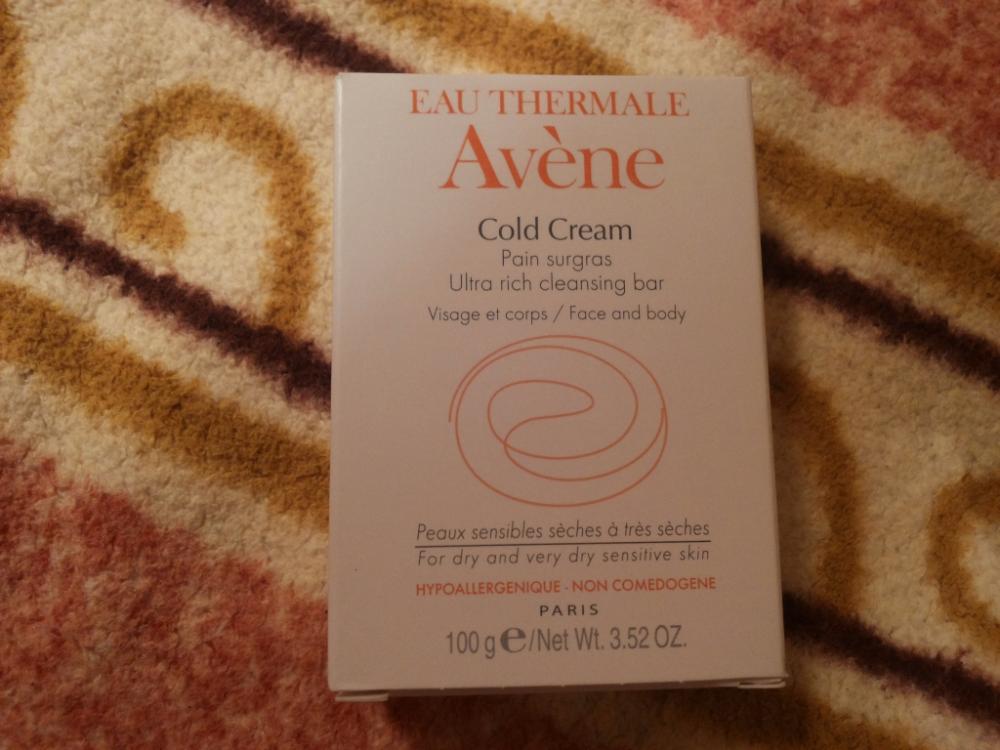 EAU THERMALE
Avène
Cold Cream
Pain surgras
Ultra rich cleansing bar
Visage et corps / Face and body
Peaux sensibles sèches à très sèches
For dry and very dry sensitive skin
HYPOALLERGENIQUE - NON COMEDOGENE
PARIS
100 g e/Net Wt. 3.52 OZ.